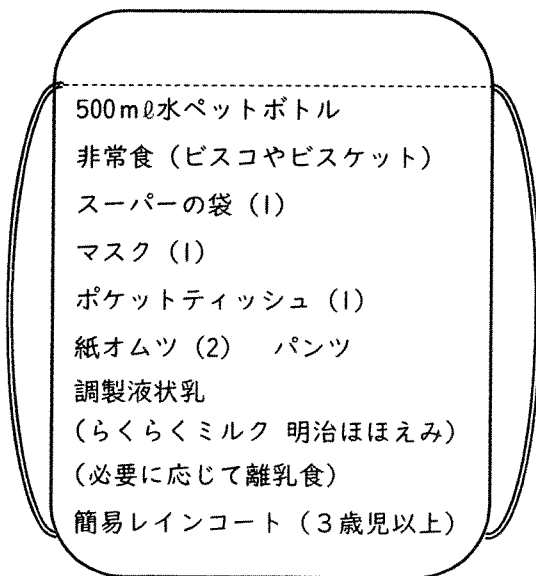 500mℓ水ペットボトル
非常食（ビスコやビスケット）
スーパーの袋（1）
マスク（1）
ポケットティッシュ（1）
紙オムツ（2）　パンツ
調製液状乳
（らくらくミルク 明治ほほえみ）
（必要に応じて離乳食）
簡易レインコート（３歳児以上）